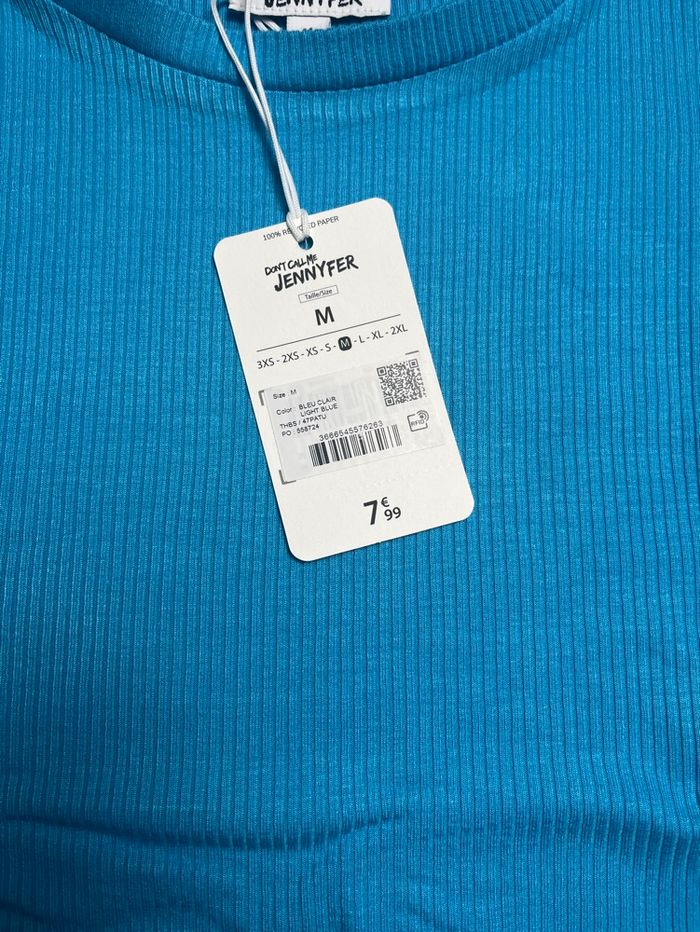 JENNYFER
M
100% RECYCLED PAPER
DON'T CALL ME
JENNYFER
Taille/Size
M
3XS - 2XS - XS - S - M - L - XL - 2XL
Size : M
Color : BLEU CLAIR
LIGHT BLUE
THBS / 47PATU
PO : 558724
RFID
3666545576263
7€99